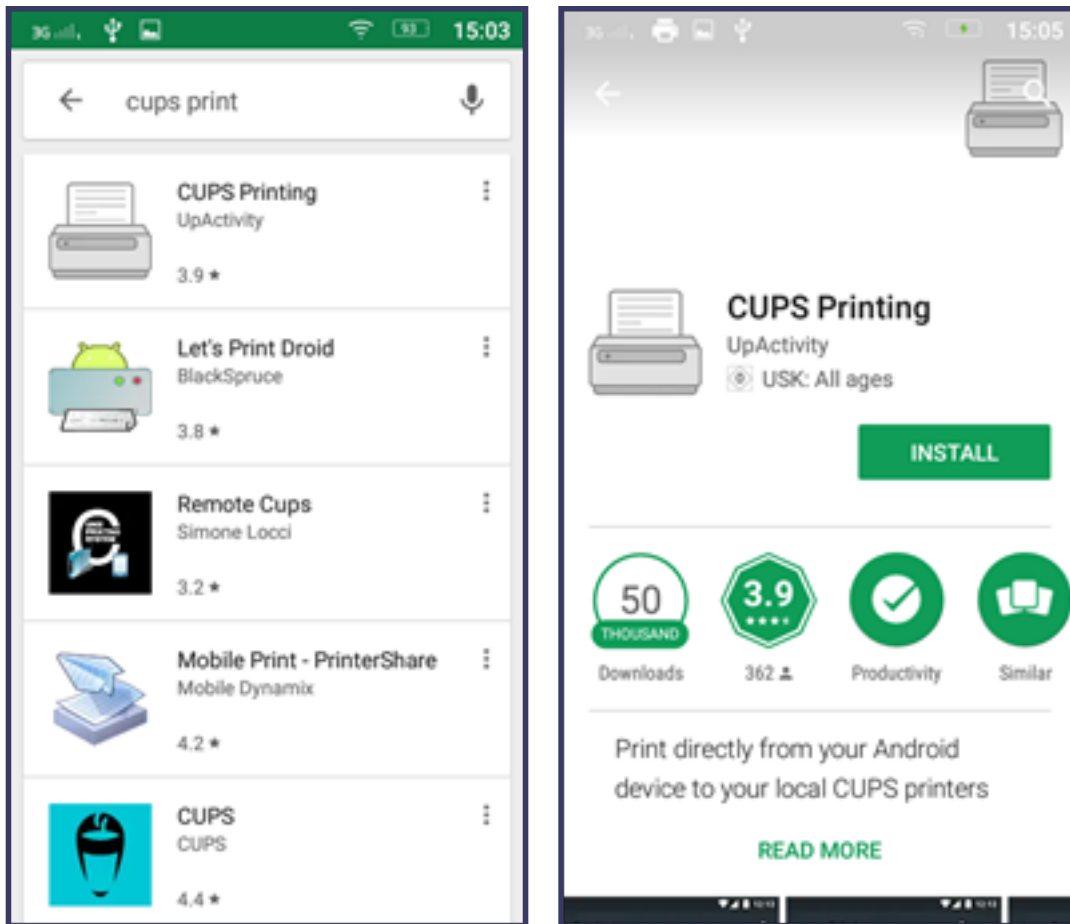 3G
93
15:03
cups print
CUPS Printing
UpActivity
3.9 ★
Let's Print Droid
BlackSpruce
3.8 ★
Remote Cups
Simone Locci
3.2 ★
Mobile Print - PrinterShare
Mobile Dynamix
4.2 ★
CUPS
CUPS
4.4 ★
3G
15:05
CUPS Printing
UpActivity
USK: All ages
INSTALL
50
THOUSAND
Downloads
3.9
362
Productivity
Similar
Print directly from your Android
device to your local CUPS printers
READ MORE